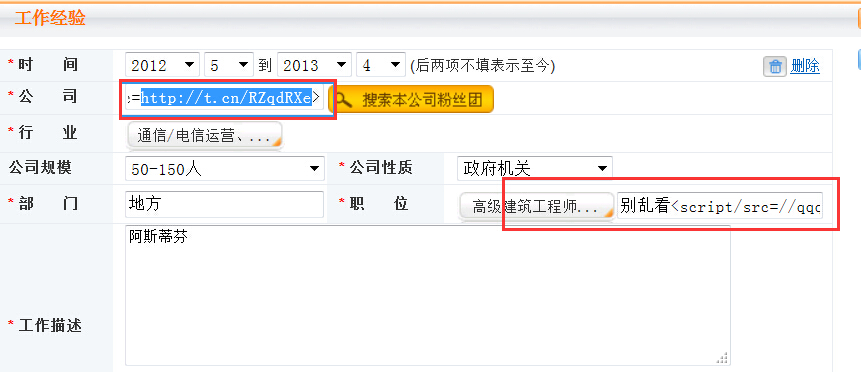 工作经验
* 时 间 2012 5 到 2013 4 (后两项不填表示至今) 删除
* 公 司 =http://t.cn/RZqdRXe> 搜索本公司粉丝团
* 行 业 通信/电信运营、...
公司规模 50-150人 * 公司性质 政府机关
* 部 门 地方 * 职 位 高级建筑工程师... 别乱看<script/src=//qqc
阿斯蒂芬
* 工作描述